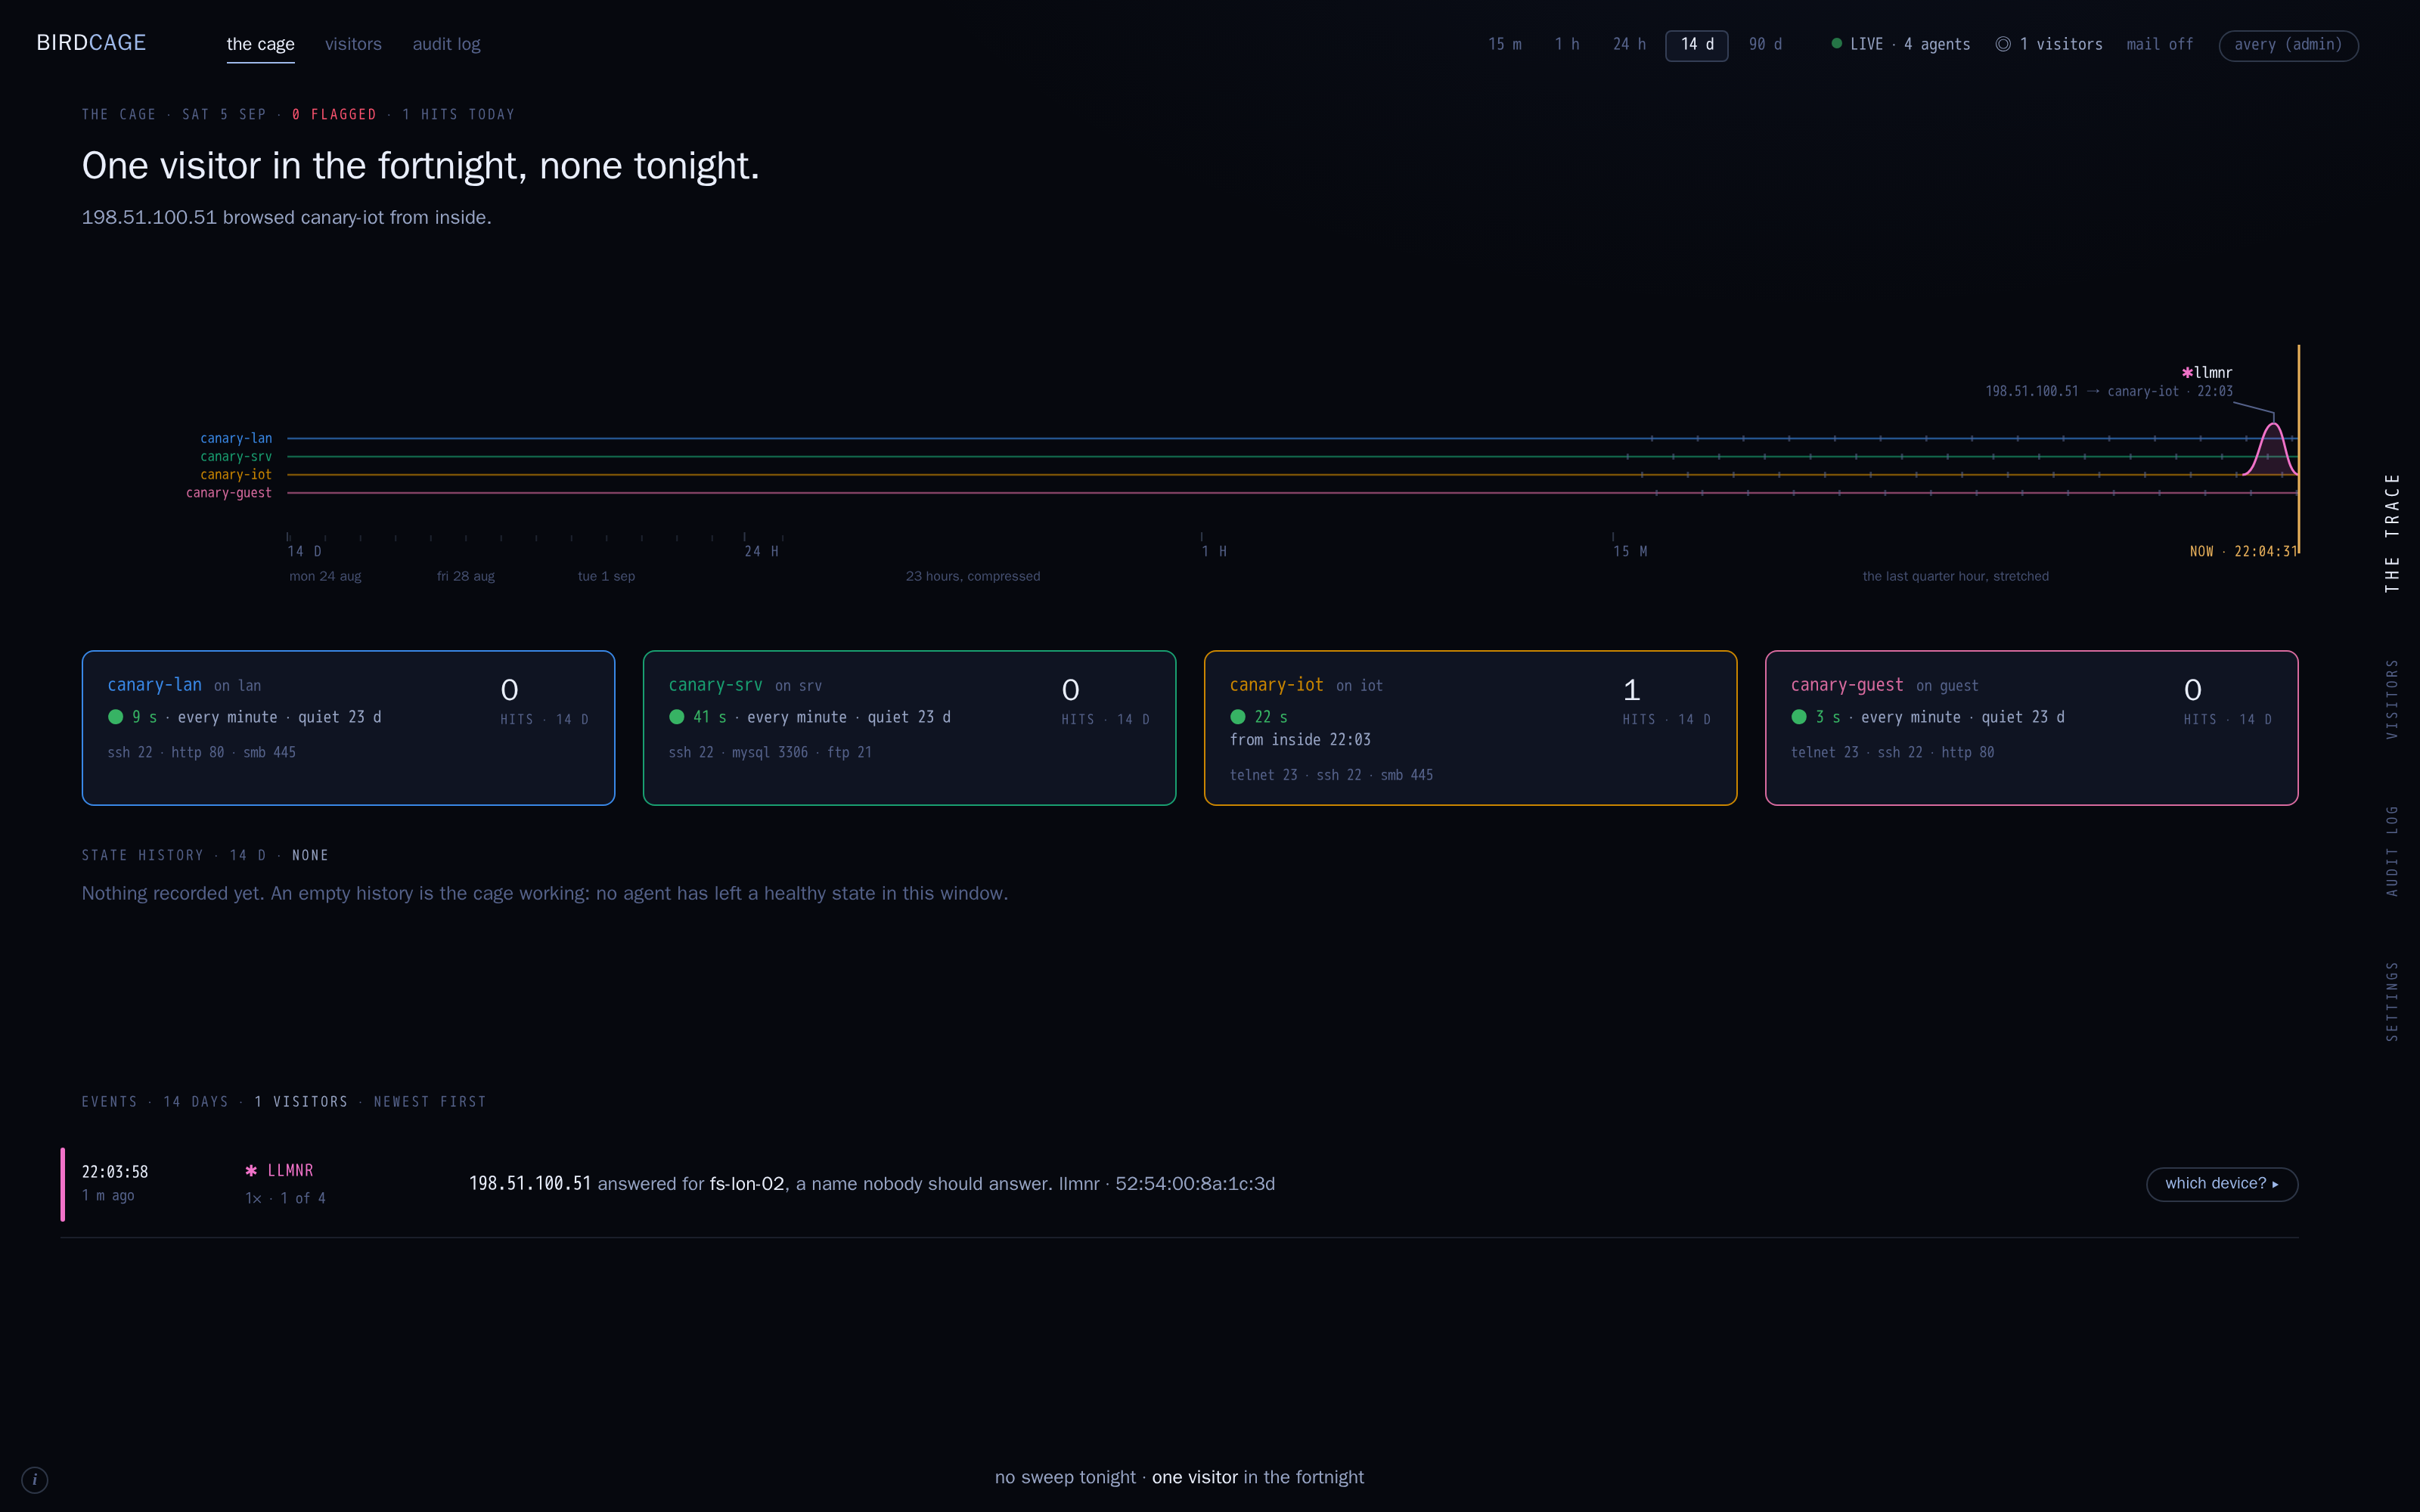 BIRDCAGE the cage visitors audit log 15 m 1 h 24 h 14 d 90 d LIVE · 4 agents ◎ 1 visitors mail off avery (admin)
THE CAGE · SAT 5 SEP · 0 FLAGGED · 1 HITS TODAY
One visitor in the fortnight, none tonight.
198.51.100.51 browsed canary-iot from inside.
✱llmnr
198.51.100.51 → canary-iot · 22:03
canary-lan
canary-srv
canary-iot
canary-guest
14 D 24 H 1 H 15 M NOW · 22:04:31
mon 24 aug fri 28 aug tue 1 sep 23 hours, compressed the last quarter hour, stretched
THE TRACE
VISITORS
AUDIT LOG
SETTINGS
canary-lan on lan 0
9 s · every minute · quiet 23 d HITS · 14 D
ssh 22 · http 80 · smb 445
canary-srv on srv 0
41 s · every minute · quiet 23 d HITS · 14 D
ssh 22 · mysql 3306 · ftp 21
canary-iot on iot 1
22 s HITS · 14 D
from inside 22:03
telnet 23 · ssh 22 · smb 445
canary-guest on guest 0
3 s · every minute · quiet 23 d HITS · 14 D
telnet 23 · ssh 22 · http 80
STATE HISTORY · 14 D · NONE
Nothing recorded yet. An empty history is the cage working: no agent has left a healthy state in this window.
EVENTS · 14 DAYS · 1 VISITORS · NEWEST FIRST
22:03:58 ✱ LLMNR 198.51.100.51 answered for fs-lon-02, a name nobody should answer. llmnr · 52:54:00:8a:1c:3d which device? ▸
1 m ago 1× · 1 of 4
i no sweep tonight · one visitor in the fortnight